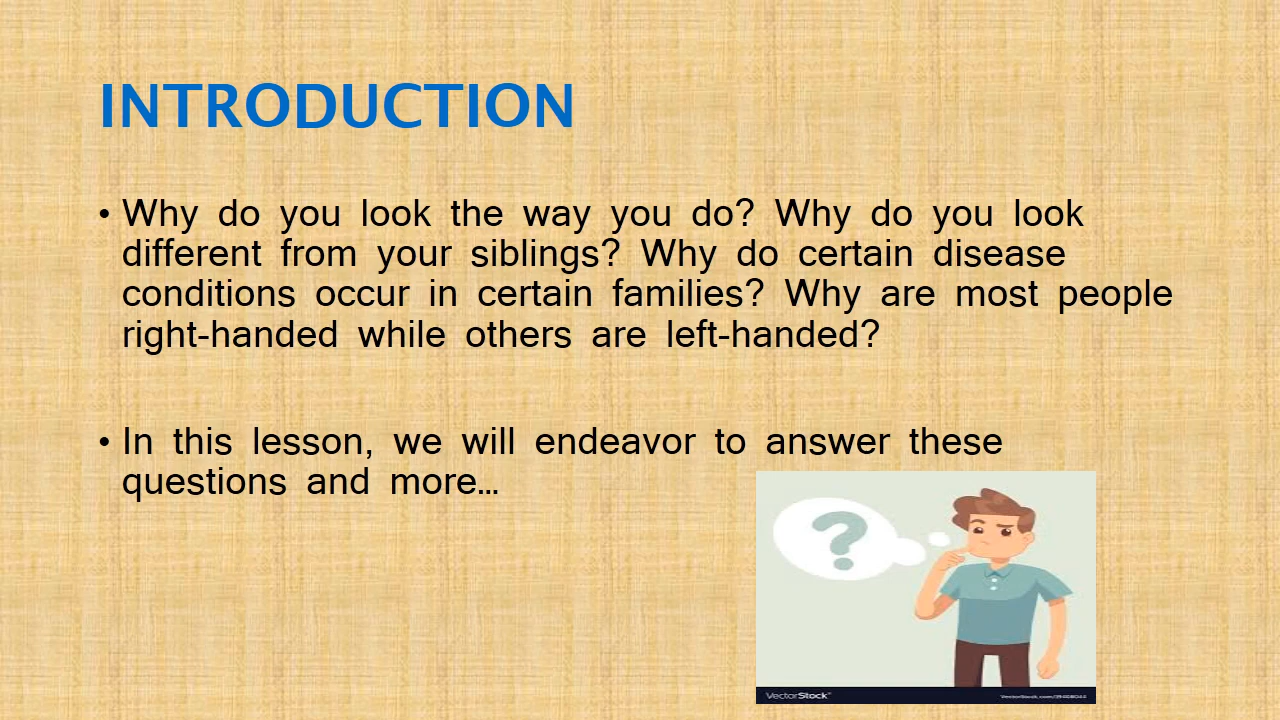 INTRODUCTION
• Why do you look the way you do? Why do you look
different from your siblings? Why do certain disease
conditions occur in certain families? Why are most people
right-handed while others are left-handed?
• In this lesson, we will endeavor to answer these
questions and more…
?
VectorStock®